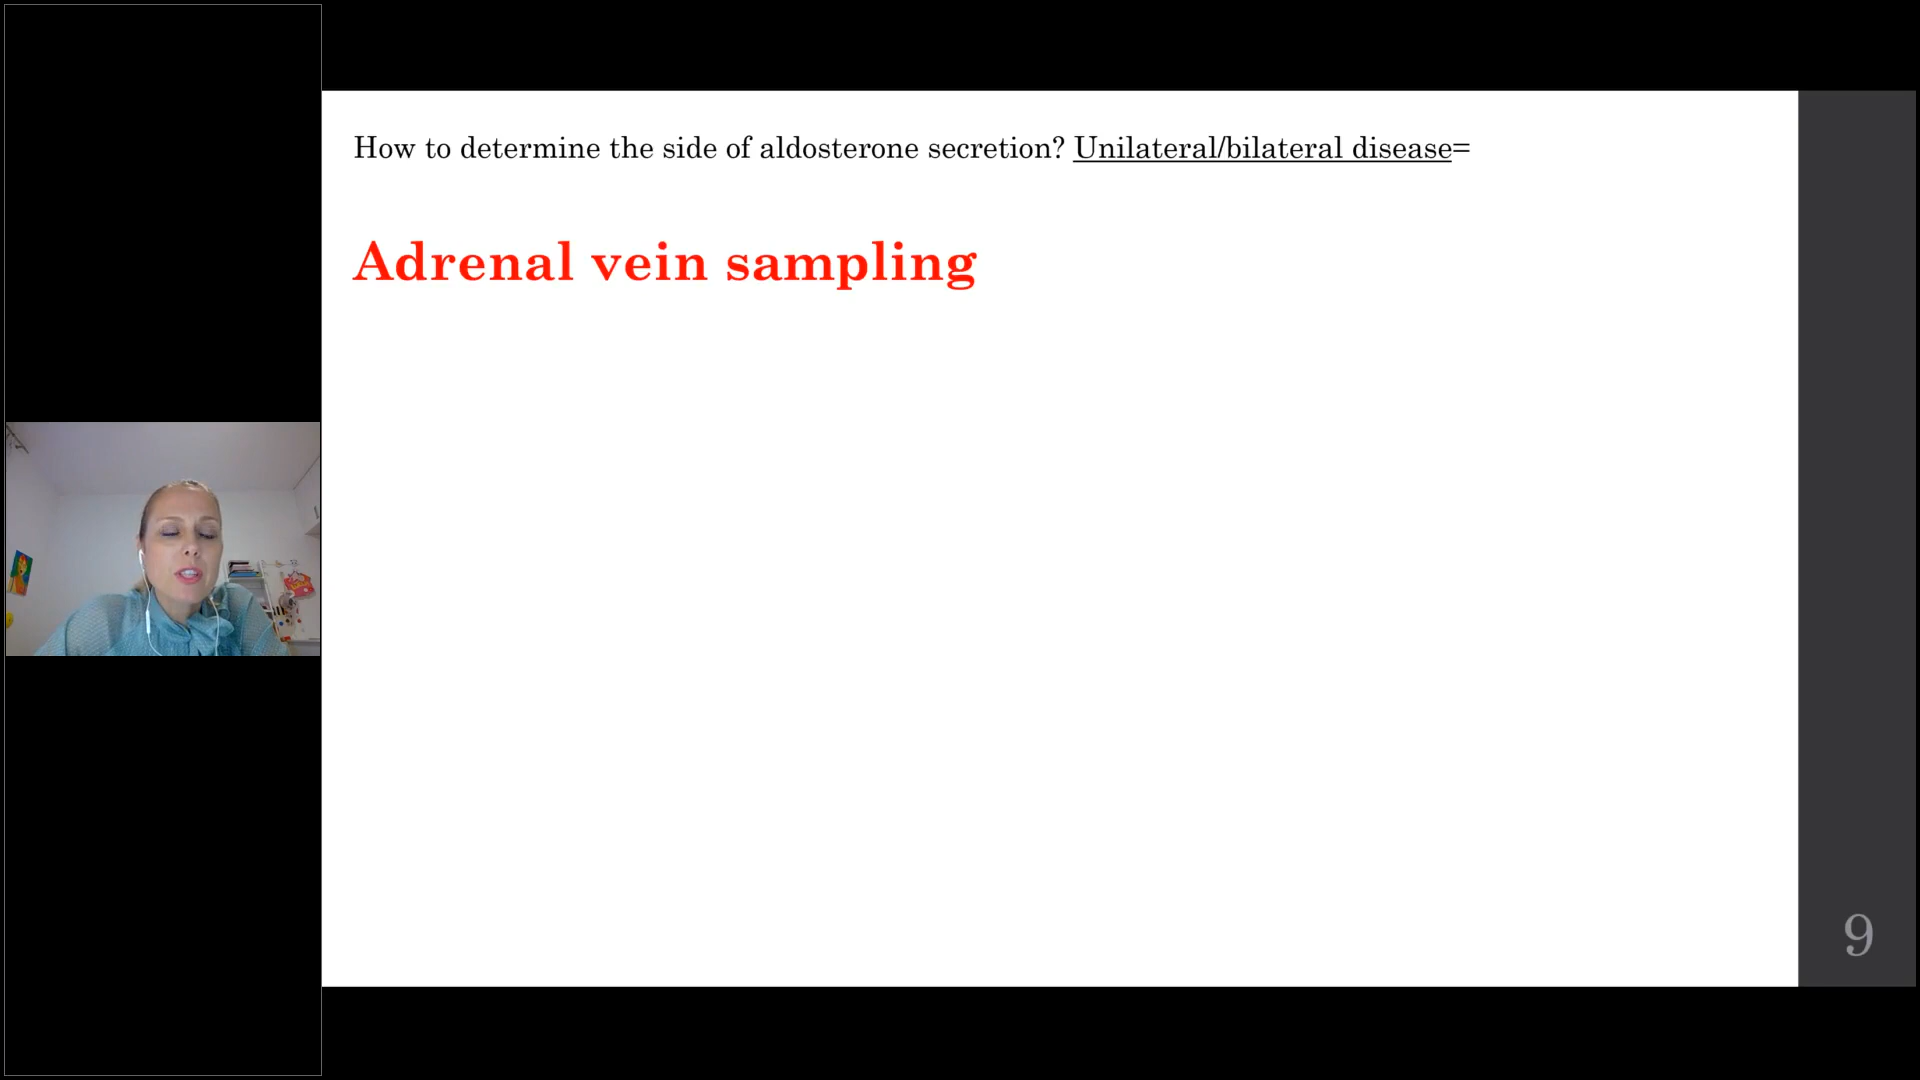 How to determine the side of aldosterone secretion? Unilateral/bilateral disease=
Adrenal vein sampling
9